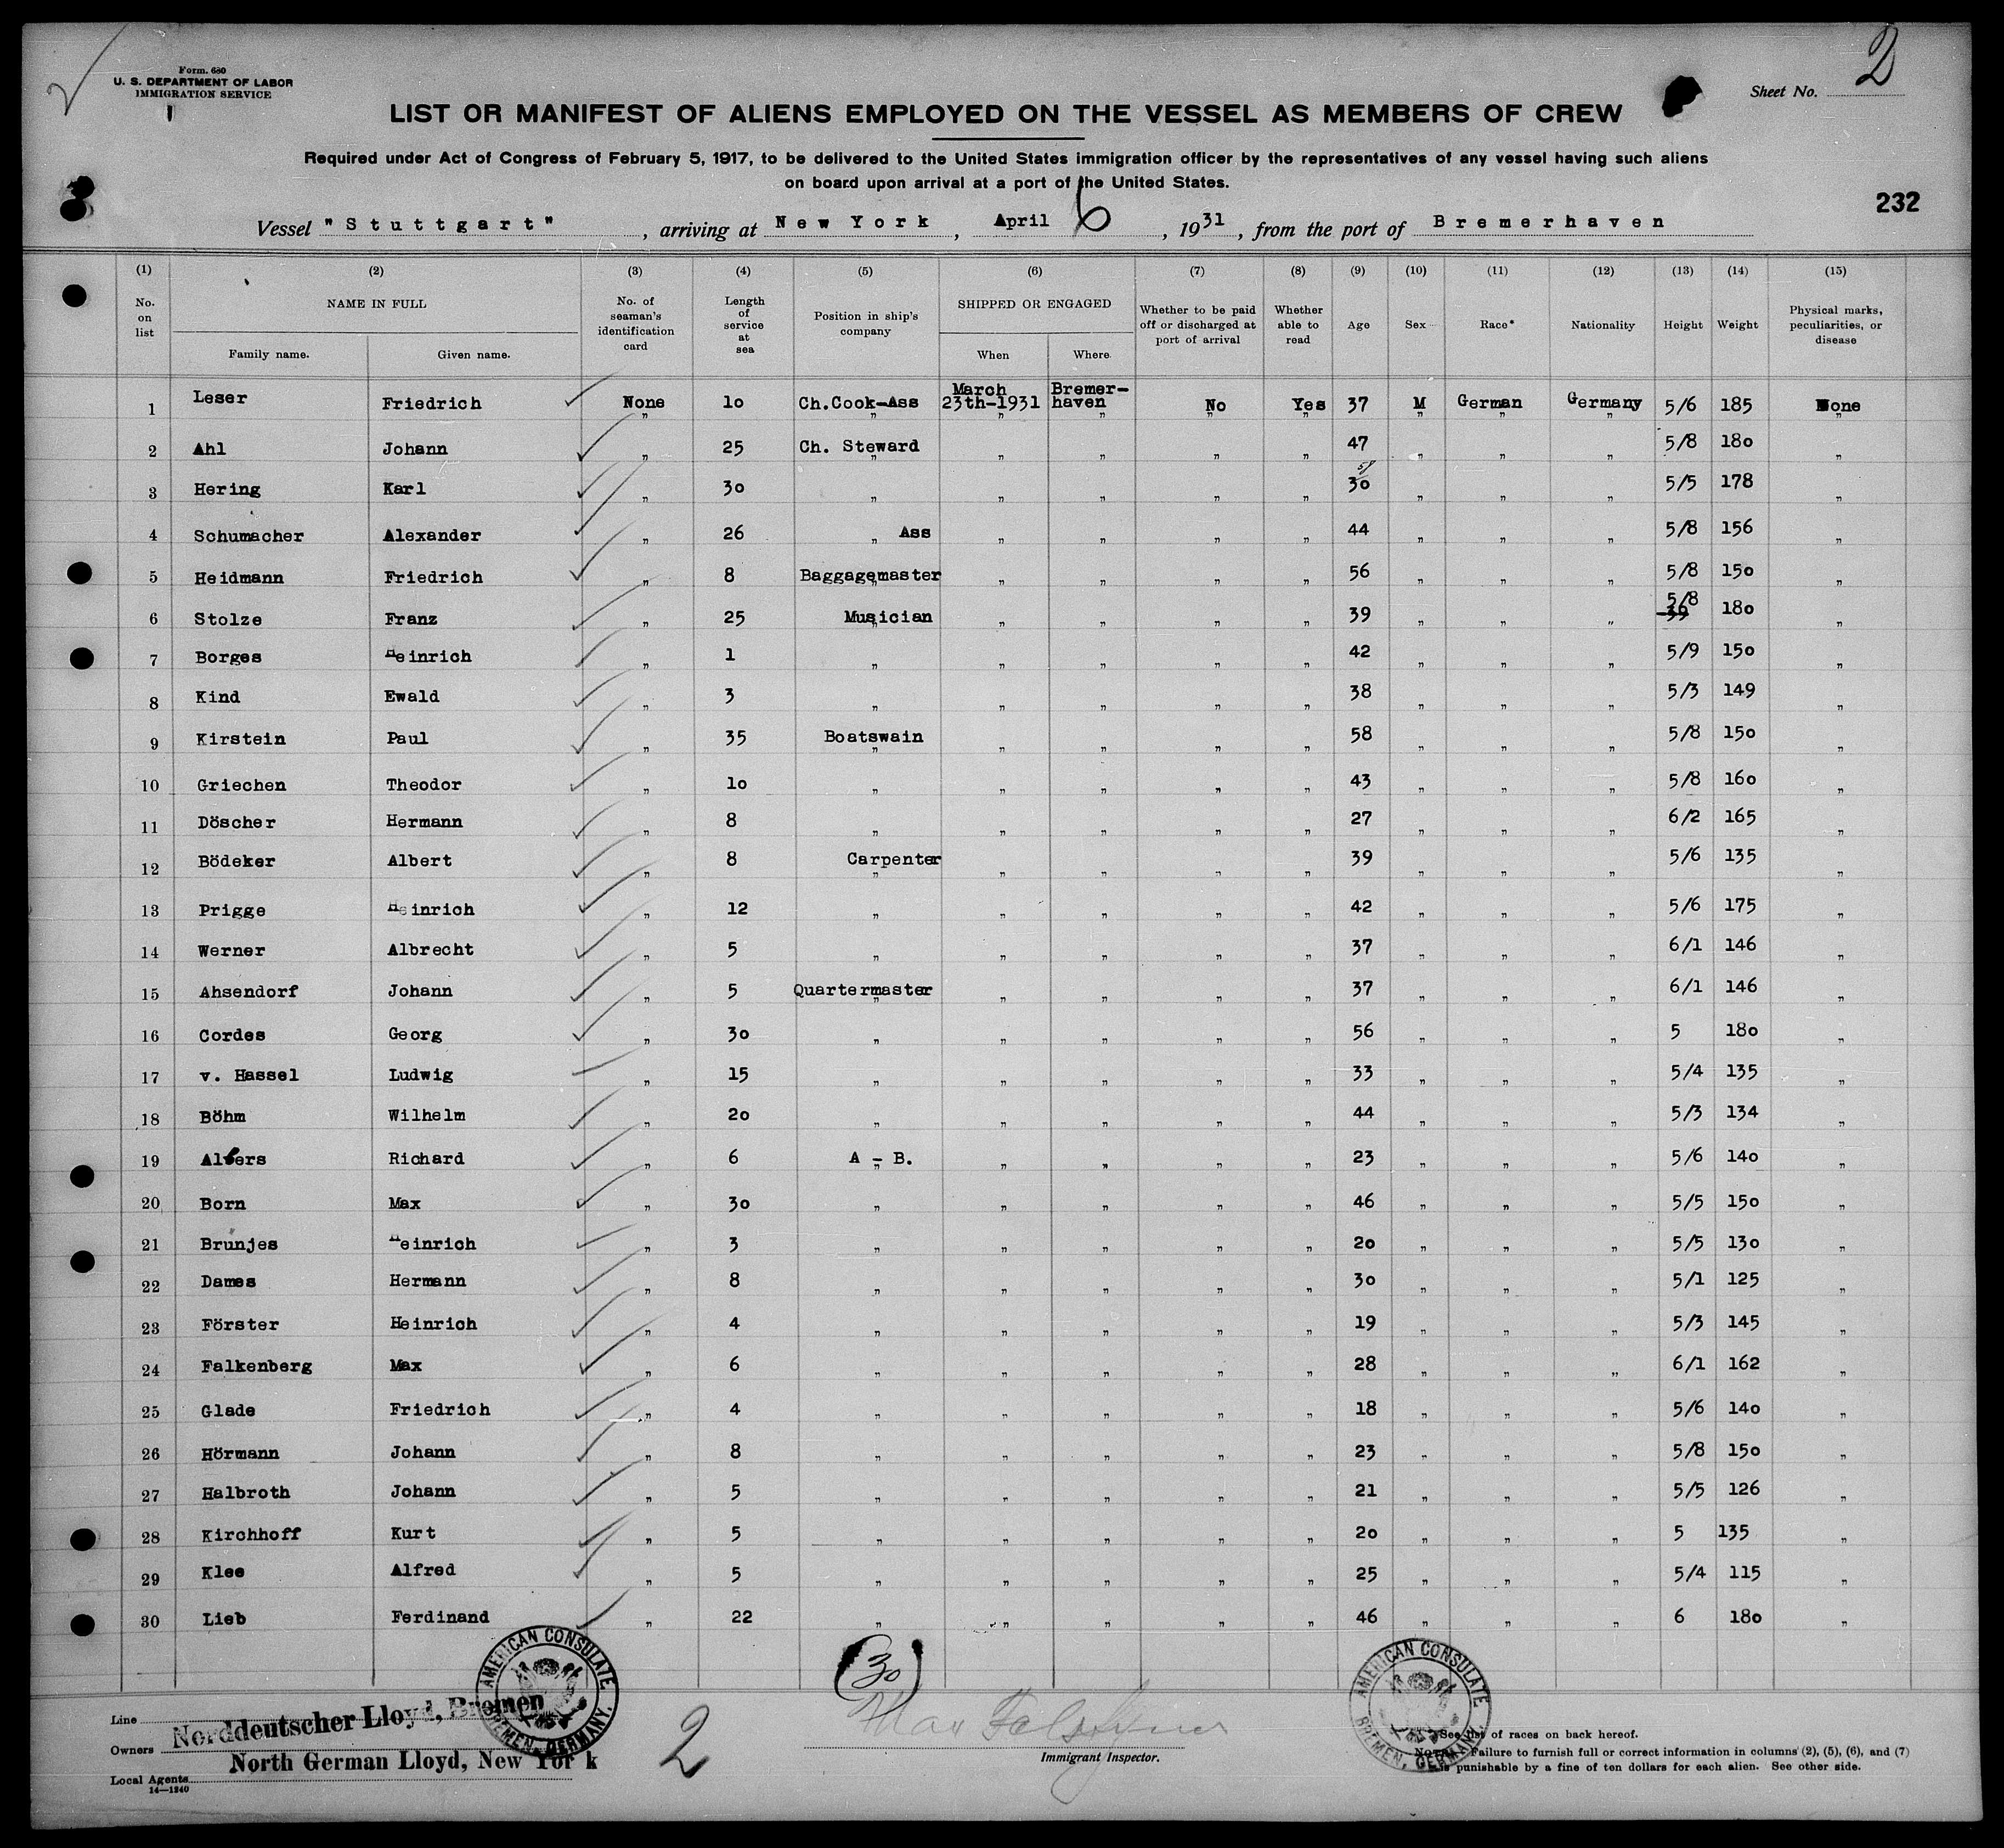 Form. 680
U. S. DEPARTMENT OF LABOR
IMMIGRATION SERVICE
Sheet No. 2
LIST OR MANIFEST OF ALIENS EMPLOYED ON THE VESSEL AS MEMBERS OF CREW
Required under Act of Congress of February 5, 1917, to be delivered to the United States immigration officer by the representatives of any vessel having such aliens
on board upon arrival at a port of the United States.
232
Vessel "Stuttgart", arriving at New York, April 6, 1931, from the port of Bremerhaven
(1) (2) (3) (4) (5) (6) (7) (8) (9) (10) (11) (12) (13) (14) (15)
No. on list NAME IN FULL Family name. Given name. No. of seaman's identification card Length of service at sea Position in ship's company SHIPPED OR ENGAGED When Where Whether to be paid off or discharged at port of arrival Whether able to read Age Sex Race* Nationality Height Weight Physical marks, peculiarities, or disease
1 Leser Friedrich None 10 Ch.Cook-Ass March 23th-1931 Bremer-haven No Yes 37 M German Germany 5/6 185 None
2 Ahl Johann " 25 Ch. Steward " " " " 47 " " " 5/8 180 "
3 Hering Karl " 30 " " " " " 30 " " " 5/5 178 "
4 Schumacher Alexander " 26 " Ass " " " " 44 " " " 5/8 156 "
5 Heidmann Friedrich " 8 Baggagemaster " " " " 56 " " " 5/8 150 "
6 Stolze Franz " 25 Musician " " " " 39 " " " 5/8 39 180 "
7 Borges Heinrich " 1 " " " " " 42 " " " 5/9 150 "
8 Kind Ewald " 3 " " " " " 38 " " " 5/3 149 "
9 Kirstein Paul " 35 Boatswain " " " " 58 " " " 5/8 150 "
10 Griechen Theodor " 10 " " " " " 43 " " " 5/8 160 "
11 Döscher Hermann " 8 " " " " " 27 " " " 6/2 165 "
12 Bödeker Albert " 8 Carpenter " " " " 39 " " " 5/6 135 "
13 Prigge Heinrich " 12 " " " " " 42 " " " 5/6 175 "
14 Werner Albrecht " 5 " " " " " 37 " " " 6/1 146 "
15 Ahsendorf Johann " 5 Quartermaster " " " " 37 " " " 6/1 146 "
16 Cordes Georg " 30 " " " " " 56 " " " 5 180 "
17 v. Hassel Ludwig " 15 " " " " " 33 " " " 5/4 135 "
18 Böhm Wilhelm " 20 " " " " " 44 " " " 5/3 134 "
19 Albers Richard " 6 A - B. " " " " 23 " " " 5/6 140 "
20 Born Max " 30 " " " " " 46 " " " 5/5 150 "
21 Brunjes Heinrich " 3 " " " " " 20 " " " 5/5 130 "
22 Dames Hermann " 8 " " " " " 30 " " " 5/1 125 "
23 Förster Heinrich " 4 " " " " " 19 " " " 5/3 145 "
24 Falkenberg Max " 6 " " " " " 28 " " " 6/1 162 "
25 Glade Friedrich " 4 " " " " " 18 " " " 5/6 140 "
26 Hörmann Johann " 8 " " " " " 23 " " " 5/8 150 "
27 Halbroth Johann " 5 " " " " " 21 " " " 5/5 126 "
28 Kirchhoff Kurt " 5 " " " " " 20 " " " 5 135 "
29 Klee Alfred " 5 " " " " " 25 " " " 5/4 115 "
30 Lieb Ferdinand " 22 " " " " " 46 " " " 6 180 "
AMERICAN CONSULATE BREMEN, GERMANY.
(30)
AMERICAN CONSULATE BREMEN, GERMANY.
Line Norddeutscher Lloyd, Bremen
Owners North German Lloyd, New York
Local Agents
14—1240
2
Max
Immigrant Inspector.
See list of races on back hereof.
NOTE.—Failure to furnish full or correct information in columns (2), (5), (6), and (7)
is punishable by a fine of ten dollars for each alien. See other side.